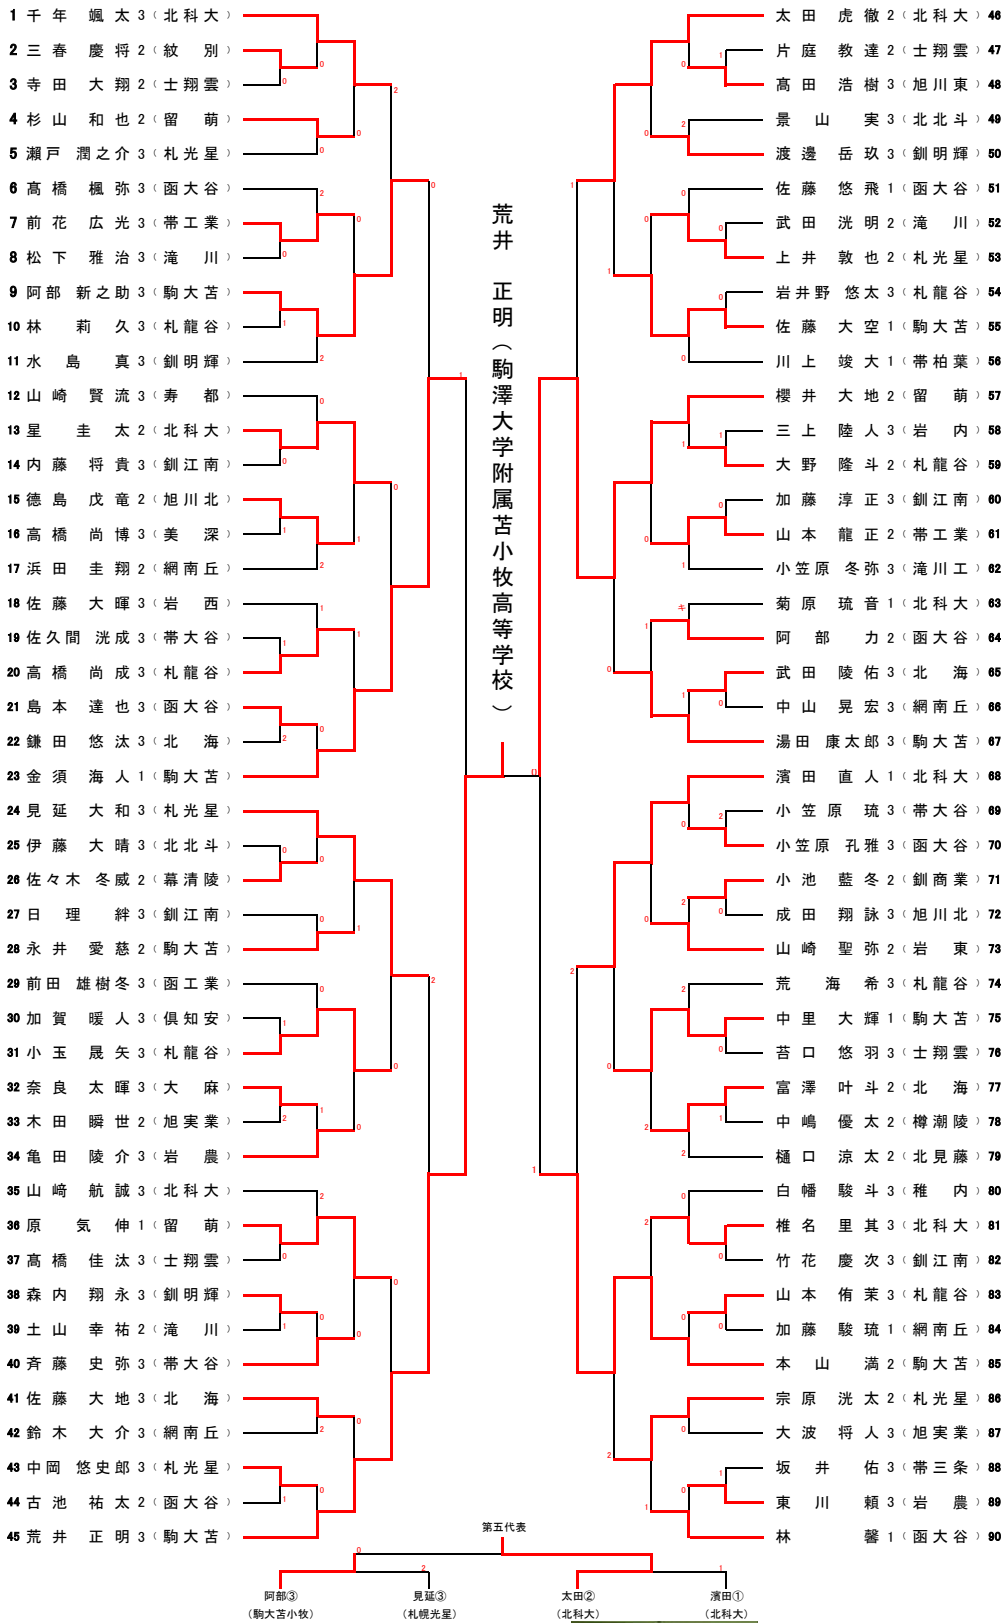 1 千年 颯太 3（北科大）
2 三春 慶将 2（紋別）
3 寺田 大翔 2（士翔雲）
4 杉山 和也 2（留萌）
5 瀬戸 潤之介 3（札光星）
6 髙橋 楓弥 3（函大谷）
7 前花 広光 3（帯工業）
8 松下 雅治 3（滝川）
9 阿部 新之助 3（駒大苫）
10 林 莉久 3（札龍谷）
11 水島 真 3（釧明輝）
12 山崎 賢流 3（寿都）
13 星 圭太 2（北科大）
14 内藤 将貴 3（釧江南）
15 德島 戊竜 2（旭川北）
16 高橋 尚博 3（美深）
17 浜田 圭翔 2（網南丘）
18 佐藤 大暉 3（岩西）
19 佐久間 洸成 3（帯大谷）
20 高橋 尚成 3（札龍谷）
21 島本 達也 3（函大谷）
22 鎌田 悠汰 3（北海）
23 金須 海人 1（駒大苫）
24 見延 大和 3（札光星）
25 伊藤 大晴 3（北北斗）
26 佐々木 冬威 2（幕清陵）
27 日理 絆 3（釧江南）
28 永井 愛慈 2（駒大苫）
29 前田 雄樹冬 3（函工業）
30 加賀 暖人 3（倶知安）
31 小玉 晟矢 3（札龍谷）
32 奈良 太暉 3（大麻）
33 木田 瞬世 2（旭実業）
34 亀田 陵介 3（岩農）
35 山﨑 航誠 3（北科大）
36 原 気伸 1（留萌）
37 髙橋 佳汰 3（士翔雲）
38 森内 翔永 3（釧明輝）
39 土山 幸祐 2（滝川）
40 斉藤 史弥 3（帯大谷）
41 佐藤 大地 3（北海）
42 鈴木 大介 3（網南丘）
43 中岡 悠史郎 3（札光星）
44 古池 祐太 2（函大谷）
45 荒井 正明 3（駒大苫）
荒井 正明（駒澤大学附属苫小牧高等学校）
太田 虎徹 2（北科大）46
片庭 教達 2（士翔雲）47
髙田 浩樹 3（旭川東）48
景山 実 3（北北斗）49
渡邊 岳玖 3（釧明輝）50
佐藤 悠飛 1（函大谷）51
武田 洸明 2（滝川）52
上井 敦也 2（札光星）53
岩井野 悠太 3（札龍谷）54
佐藤 大空 1（駒大苫）55
川上 竣大 1（帯柏葉）56
櫻井 大地 2（留萌）57
三上 陸人 3（岩内）58
大野 隆斗 2（札龍谷）59
加藤 淳正 3（釧江南）60
山本 龍正 2（帯工業）61
小笠原 冬弥 3（滝川工）62
菊原 琉音 1（北科大）63
阿部 力 2（函大谷）64
武田 陵佑 3（北海）65
中山 晃宏 3（網南丘）66
湯田 康太郎 3（駒大苫）67
濱田 直人 1（北科大）68
小笠原 琉 3（帯大谷）69
小笠原 孔雅 3（函大谷）70
小池 藍冬 2（釧商業）71
成田 翔詠 3（旭川北）72
山崎 聖弥 2（岩東）73
荒海 希 3（札龍谷）74
中里 大輝 1（駒大苫）75
苔口 悠羽 3（士翔雲）76
富澤 叶斗 2（北海）77
中嶋 優太 2（樽潮陵）78
樋口 涼太 2（北見藤）79
白幡 駿斗 3（稚内）80
椎名 里其 3（北科大）81
竹花 慶次 3（釧江南）82
山本 侑茉 3（札龍谷）83
加藤 駿琉 1（網南丘）84
本山 満 2（駒大苫）85
宗原 洸太 2（札光星）86
大波 将人 3（旭実業）87
坂井 佑 3（帯三条）88
東川 頼 3（岩農）89
林 馨 1（函大谷）90
第五代表
0
2
1
阿部③
（駒大苫小牧）
見延③
（札幌光星）
太田②
（北科大）
濱田①
（北科大）